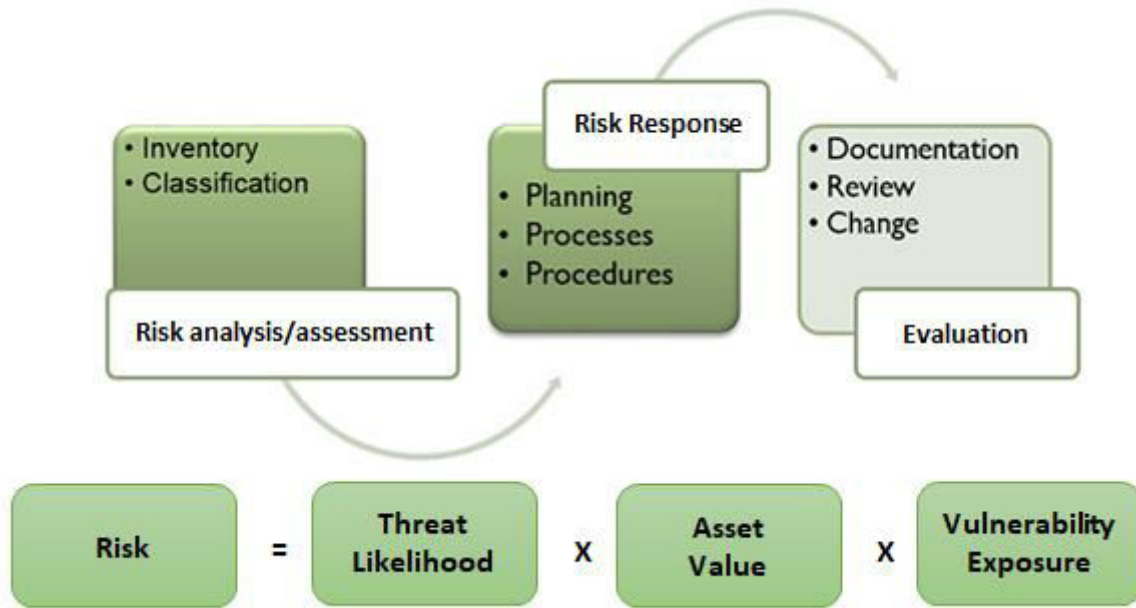 • Inventory
• Classification
Risk analysis/assessment
Risk Response
• Planning
• Processes
• Procedures
• Documentation
• Review
• Change
Evaluation
Risk
=
Threat
Likelihood
X
Asset
Value
X
Vulnerability
Exposure